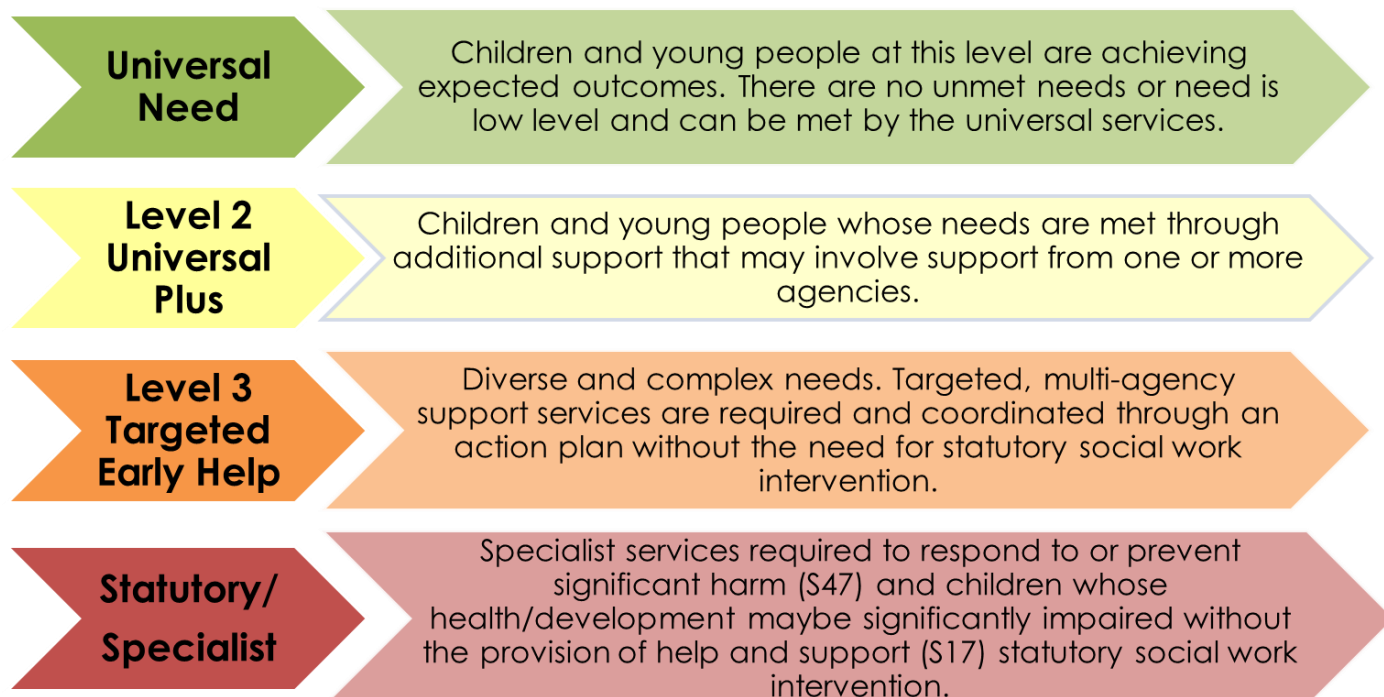 Universal
Need
Children and young people at this level are achieving
expected outcomes. There are no unmet needs or need is
low level and can be met by the universal services.
Level 2
Universal
Plus
Children and young people whose needs are met through
additional support that may involve support from one or more
agencies.
Level 3
Targeted
Early Help
Diverse and complex needs. Targeted, multi-agency
support services are required and coordinated through an
action plan without the need for statutory social work
intervention.
Statutory/
Specialist
Specialist services required to respond to or prevent
significant harm (S47) and children whose
health/development maybe significantly impaired without
the provision of help and support (S17) statutory social work
intervention.